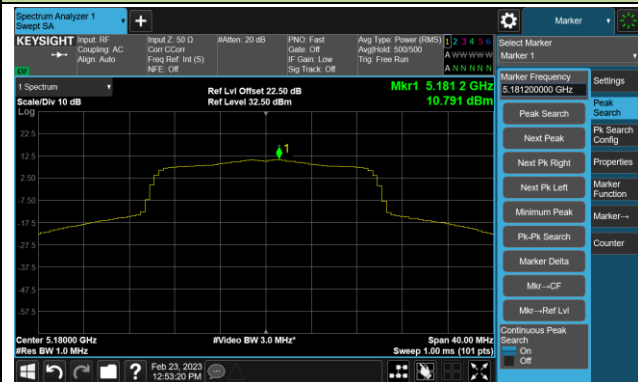 Spectrum Analyzer 1
Swept SA
+
Marker
KEYSIGHT
Input: RF
Coupling: AC
Align: Auto
Input Z: 50 Ω
Corr CCorr
Freq Ref: Int (S)
NFE: Off
#Atten: 20 dB
PNO: Fast
Gate: Off
IF Gain: Low
Sig Track: Off
Avg Type: Power (RMS)
Avg|Hold: 500/500
Trig: Free Run
1 2 3 4 5 6
A W W W W W
A N N N N N
LXI
Select Marker
Marker 1
1 Spectrum
Scale/Div 10 dB
Log
Ref Lvl Offset 22.50 dB
Ref Level 32.50 dBm
Mkr1 5.181 2 GHz
10.791 dBm
22.5
12.5
2.50
-7.50
-17.5
-27.5
-37.5
-47.5
-57.5
1
Center 5.18000 GHz
#Res BW 1.0 MHz
#Video BW 3.0 MHz*
Span 40.00 MHz
Sweep 1.00 ms (101 pts)
Marker Frequency
5.181200000 GHz
Peak Search
Next Peak
Next Pk Right
Next Pk Left
Minimum Peak
Pk-Pk Search
Marker Delta
Mkr→CF
Mkr→Ref Lvl
Continuous Peak
Search
On
Off
Settings
Peak
Search
Pk Search
Config
Properties
Marker
Function
Marker→
Counter
?
Feb 23, 2023
12:53:20 PM